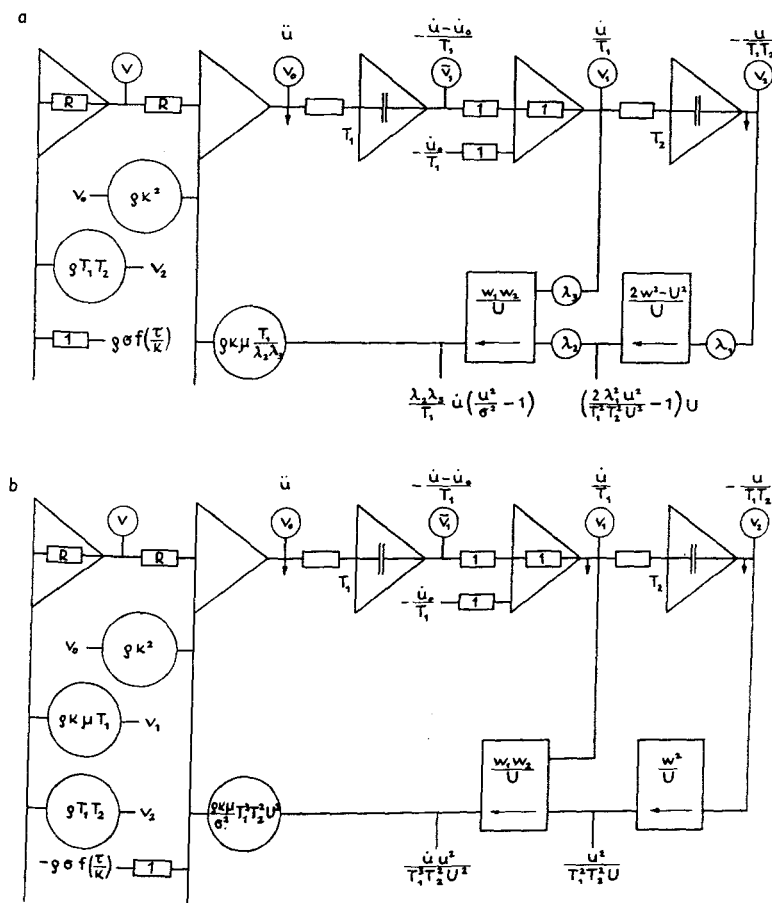 a
ü
-(u̇-u̇₀)/T₁
u̇/T₁
-u/(T₁T₂)
V
V₀
V̄₁
V₁
V₂
R
R
1
1
T₁
T₂
-u̇₀/T₁
1
V₀
ϱκ²
ϱT₁T₂
V₂
w₁w₂/U
λ₃
(2w²-U²)/U
1
ϱσf(τ/κ)
ϱκμ T₁/(λ₂λ₃)
λ₂
λ₁
(λ₂λ₃/T₁) u̇ (u²/σ² - 1)
(2λ₁²u²/(T₁²T₂²U²) - 1) U
b
ü
-(u̇-u̇₀)/T₁
u̇/T₁
-u/(T₁T₂)
V
V₀
V̄₁
V₁
V₂
R
R
1
1
T₁
T₂
-u̇₀/T₁
1
V₀
ϱκ²
ϱκμT₁
V₁
w₁w₂/U
w²/U
ϱT₁T₂
V₂
(ϱκμ/σ²) T₁²T₂²U²
-ϱσf(τ/κ)
1
u̇u²/(T₁³T₂²U²)
u²/(T₁²T₂²U)